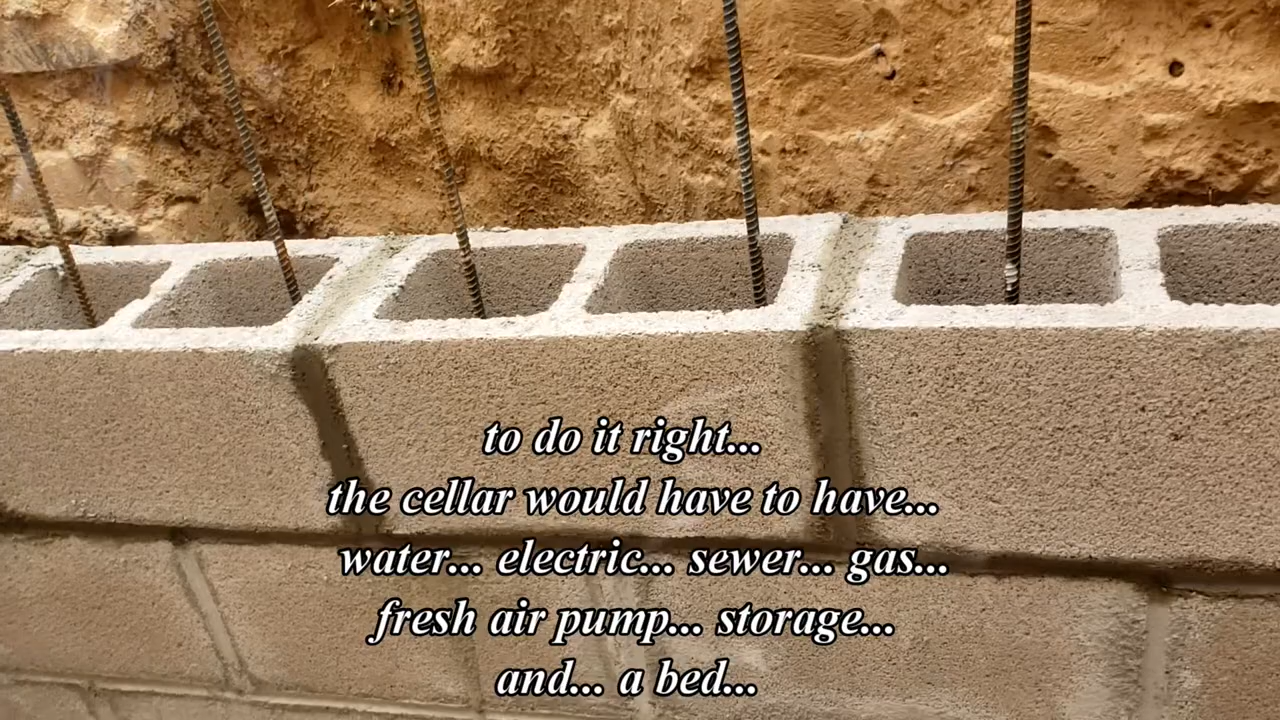 to do it right...
the cellar would have to have...
water... electric... sewer... gas...
fresh air pump... storage...
and... a bed...